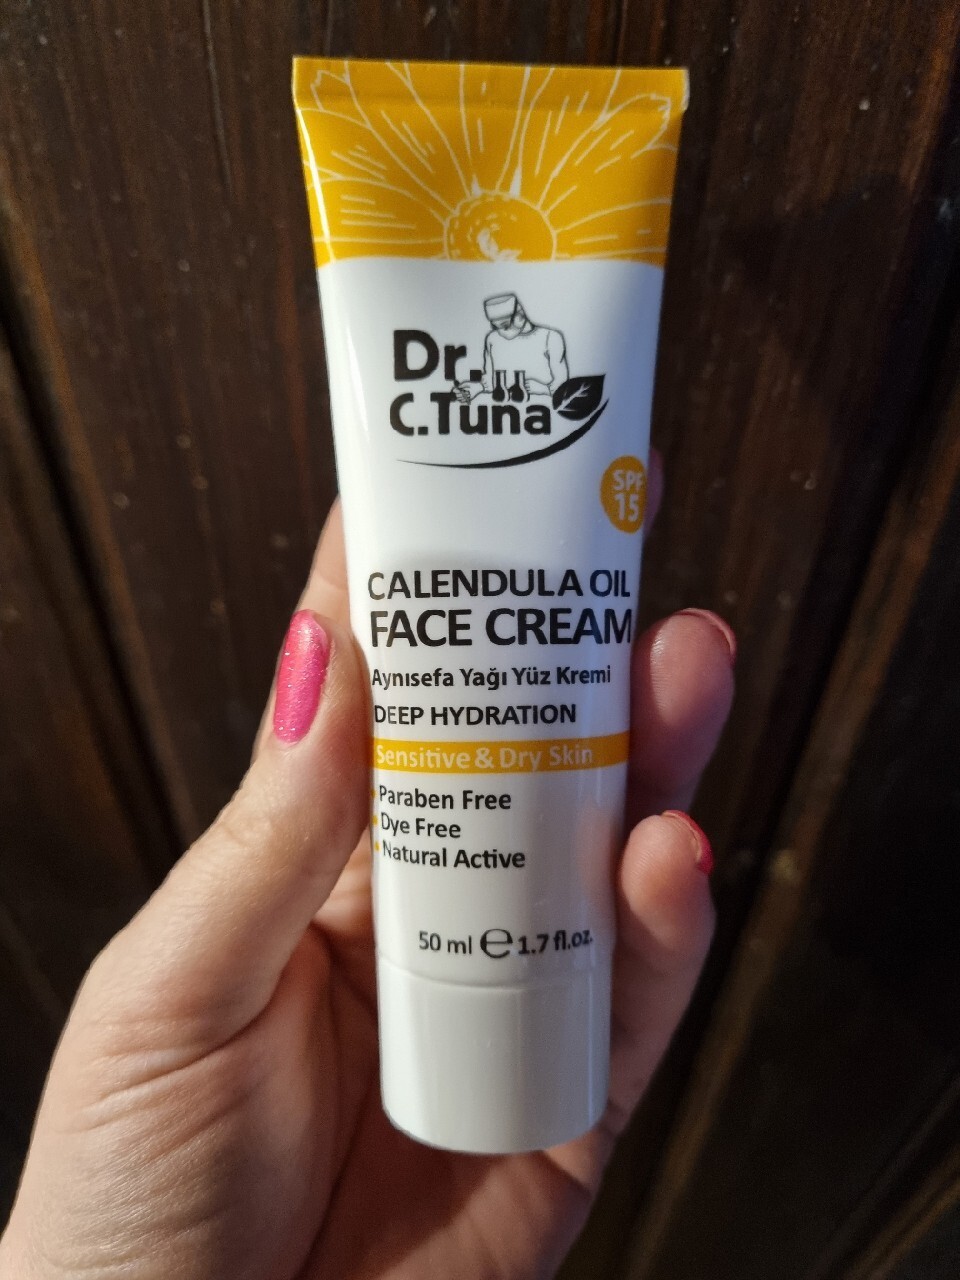 Dr.
C.Tuna
SPF
15
CALENDULA OIL
FACE CREAM
Aynısefa Yağı Yüz Kremi
DEEP HYDRATION
Sensitive & Dry Skin
Paraben Free
Dye Free
Natural Active
50 ml ℮ 1.7 fl.oz.